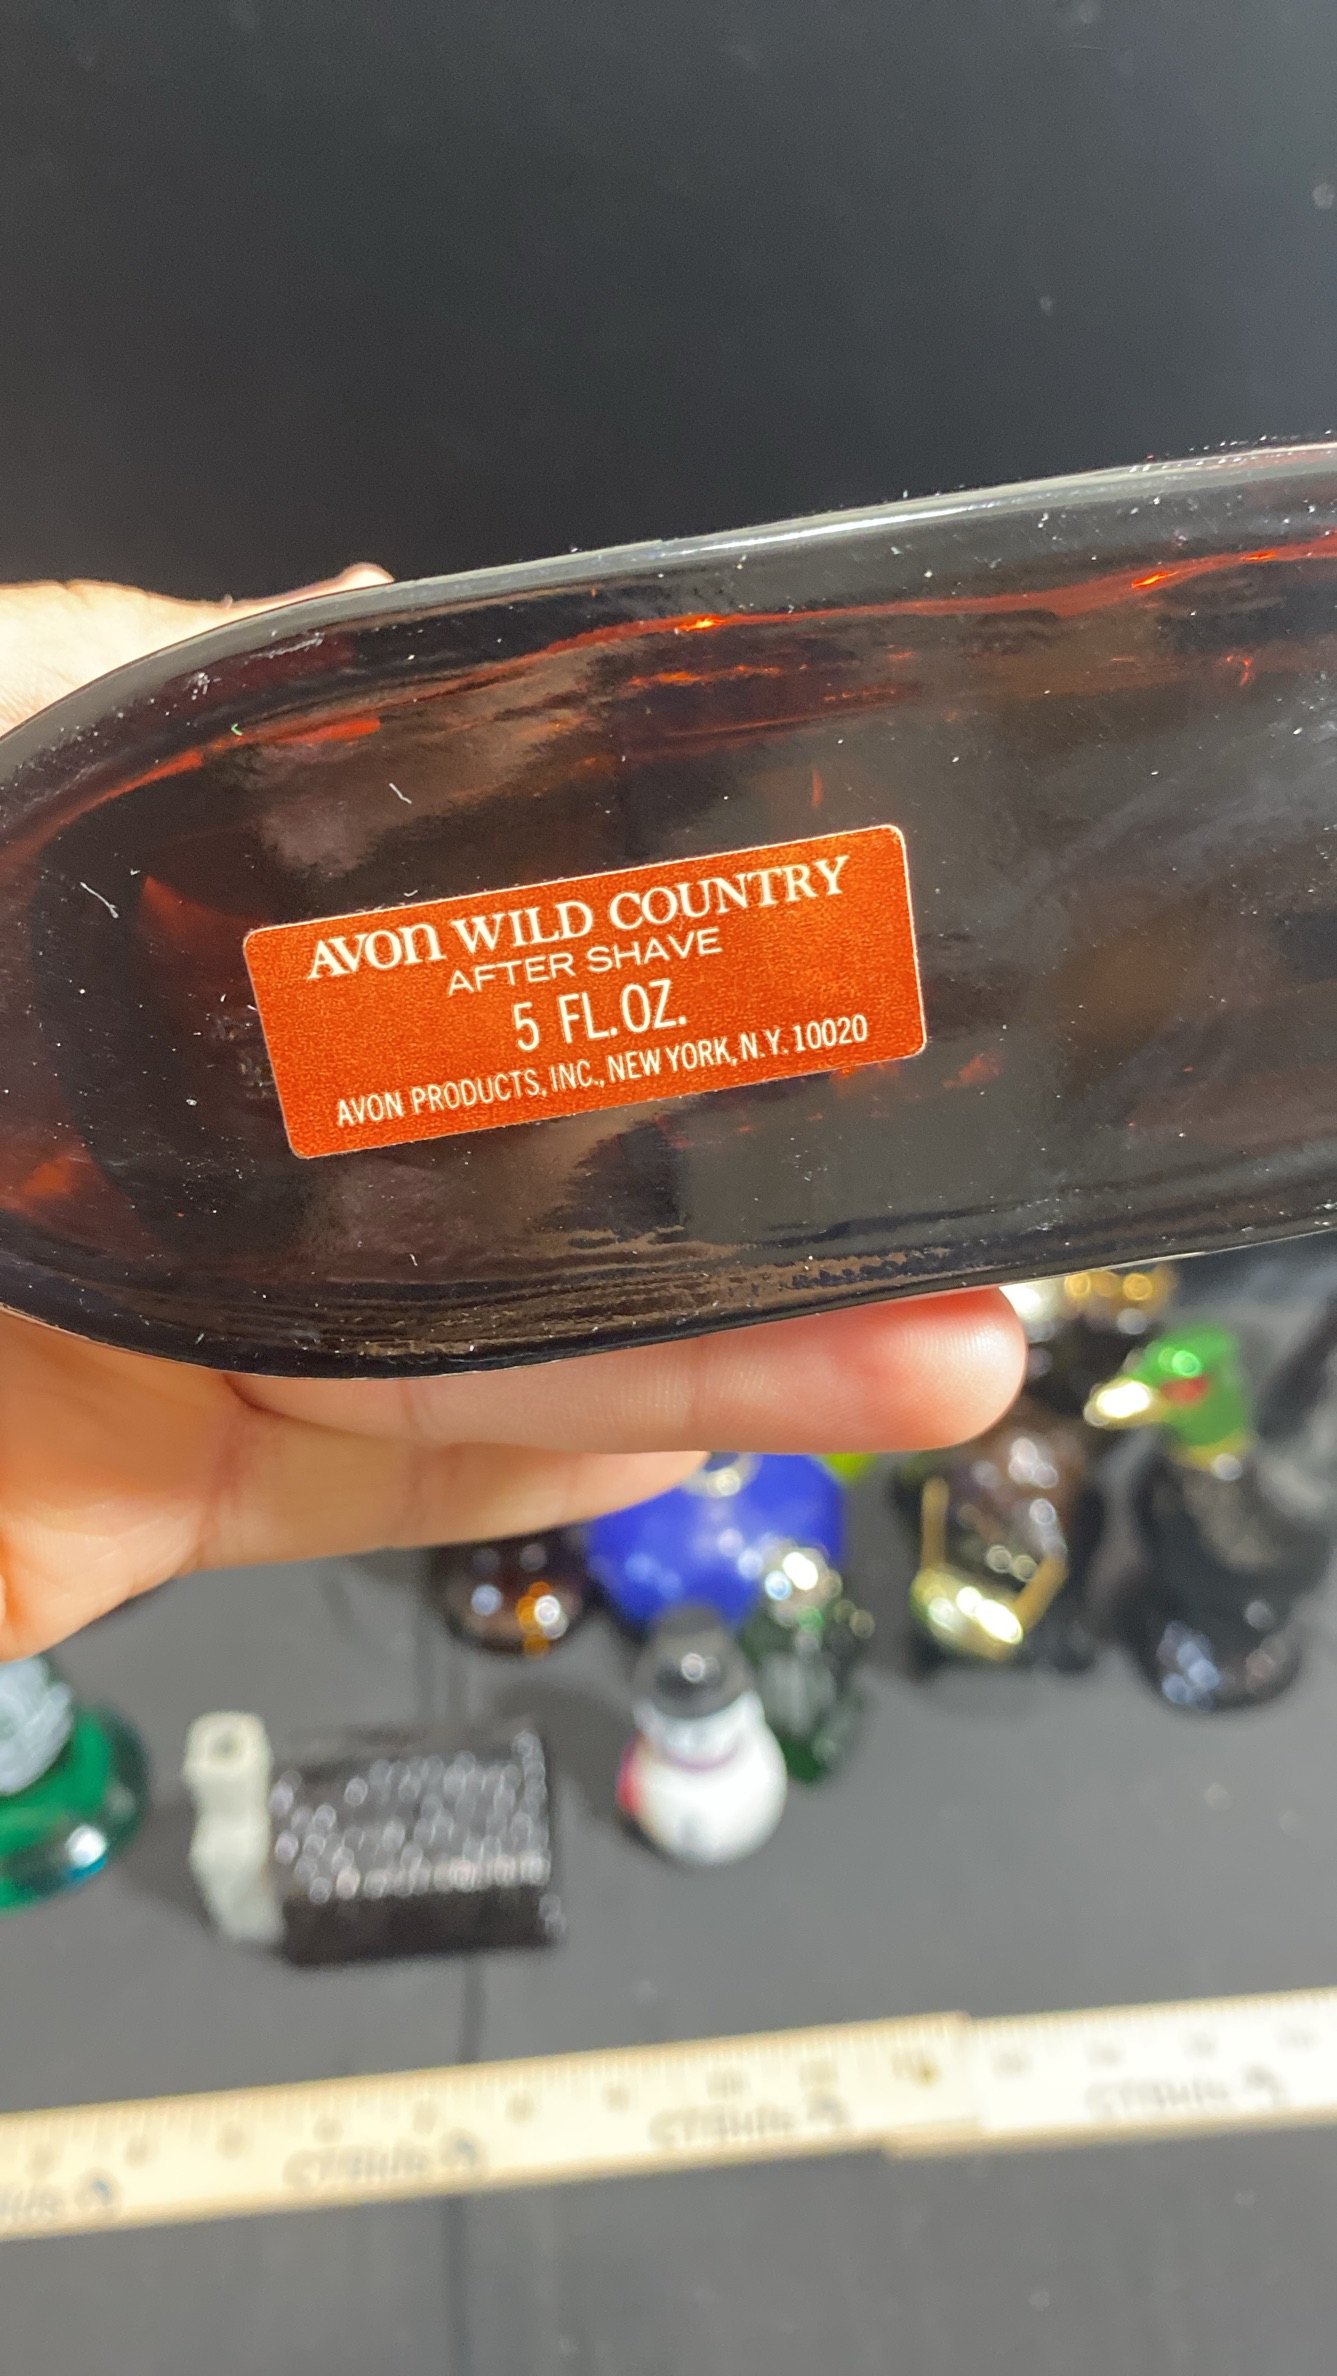 AVON WILD COUNTRY
AFTER SHAVE
5 FL.OZ.
AVON PRODUCTS, INC., NEW YORK, N.Y. 10020